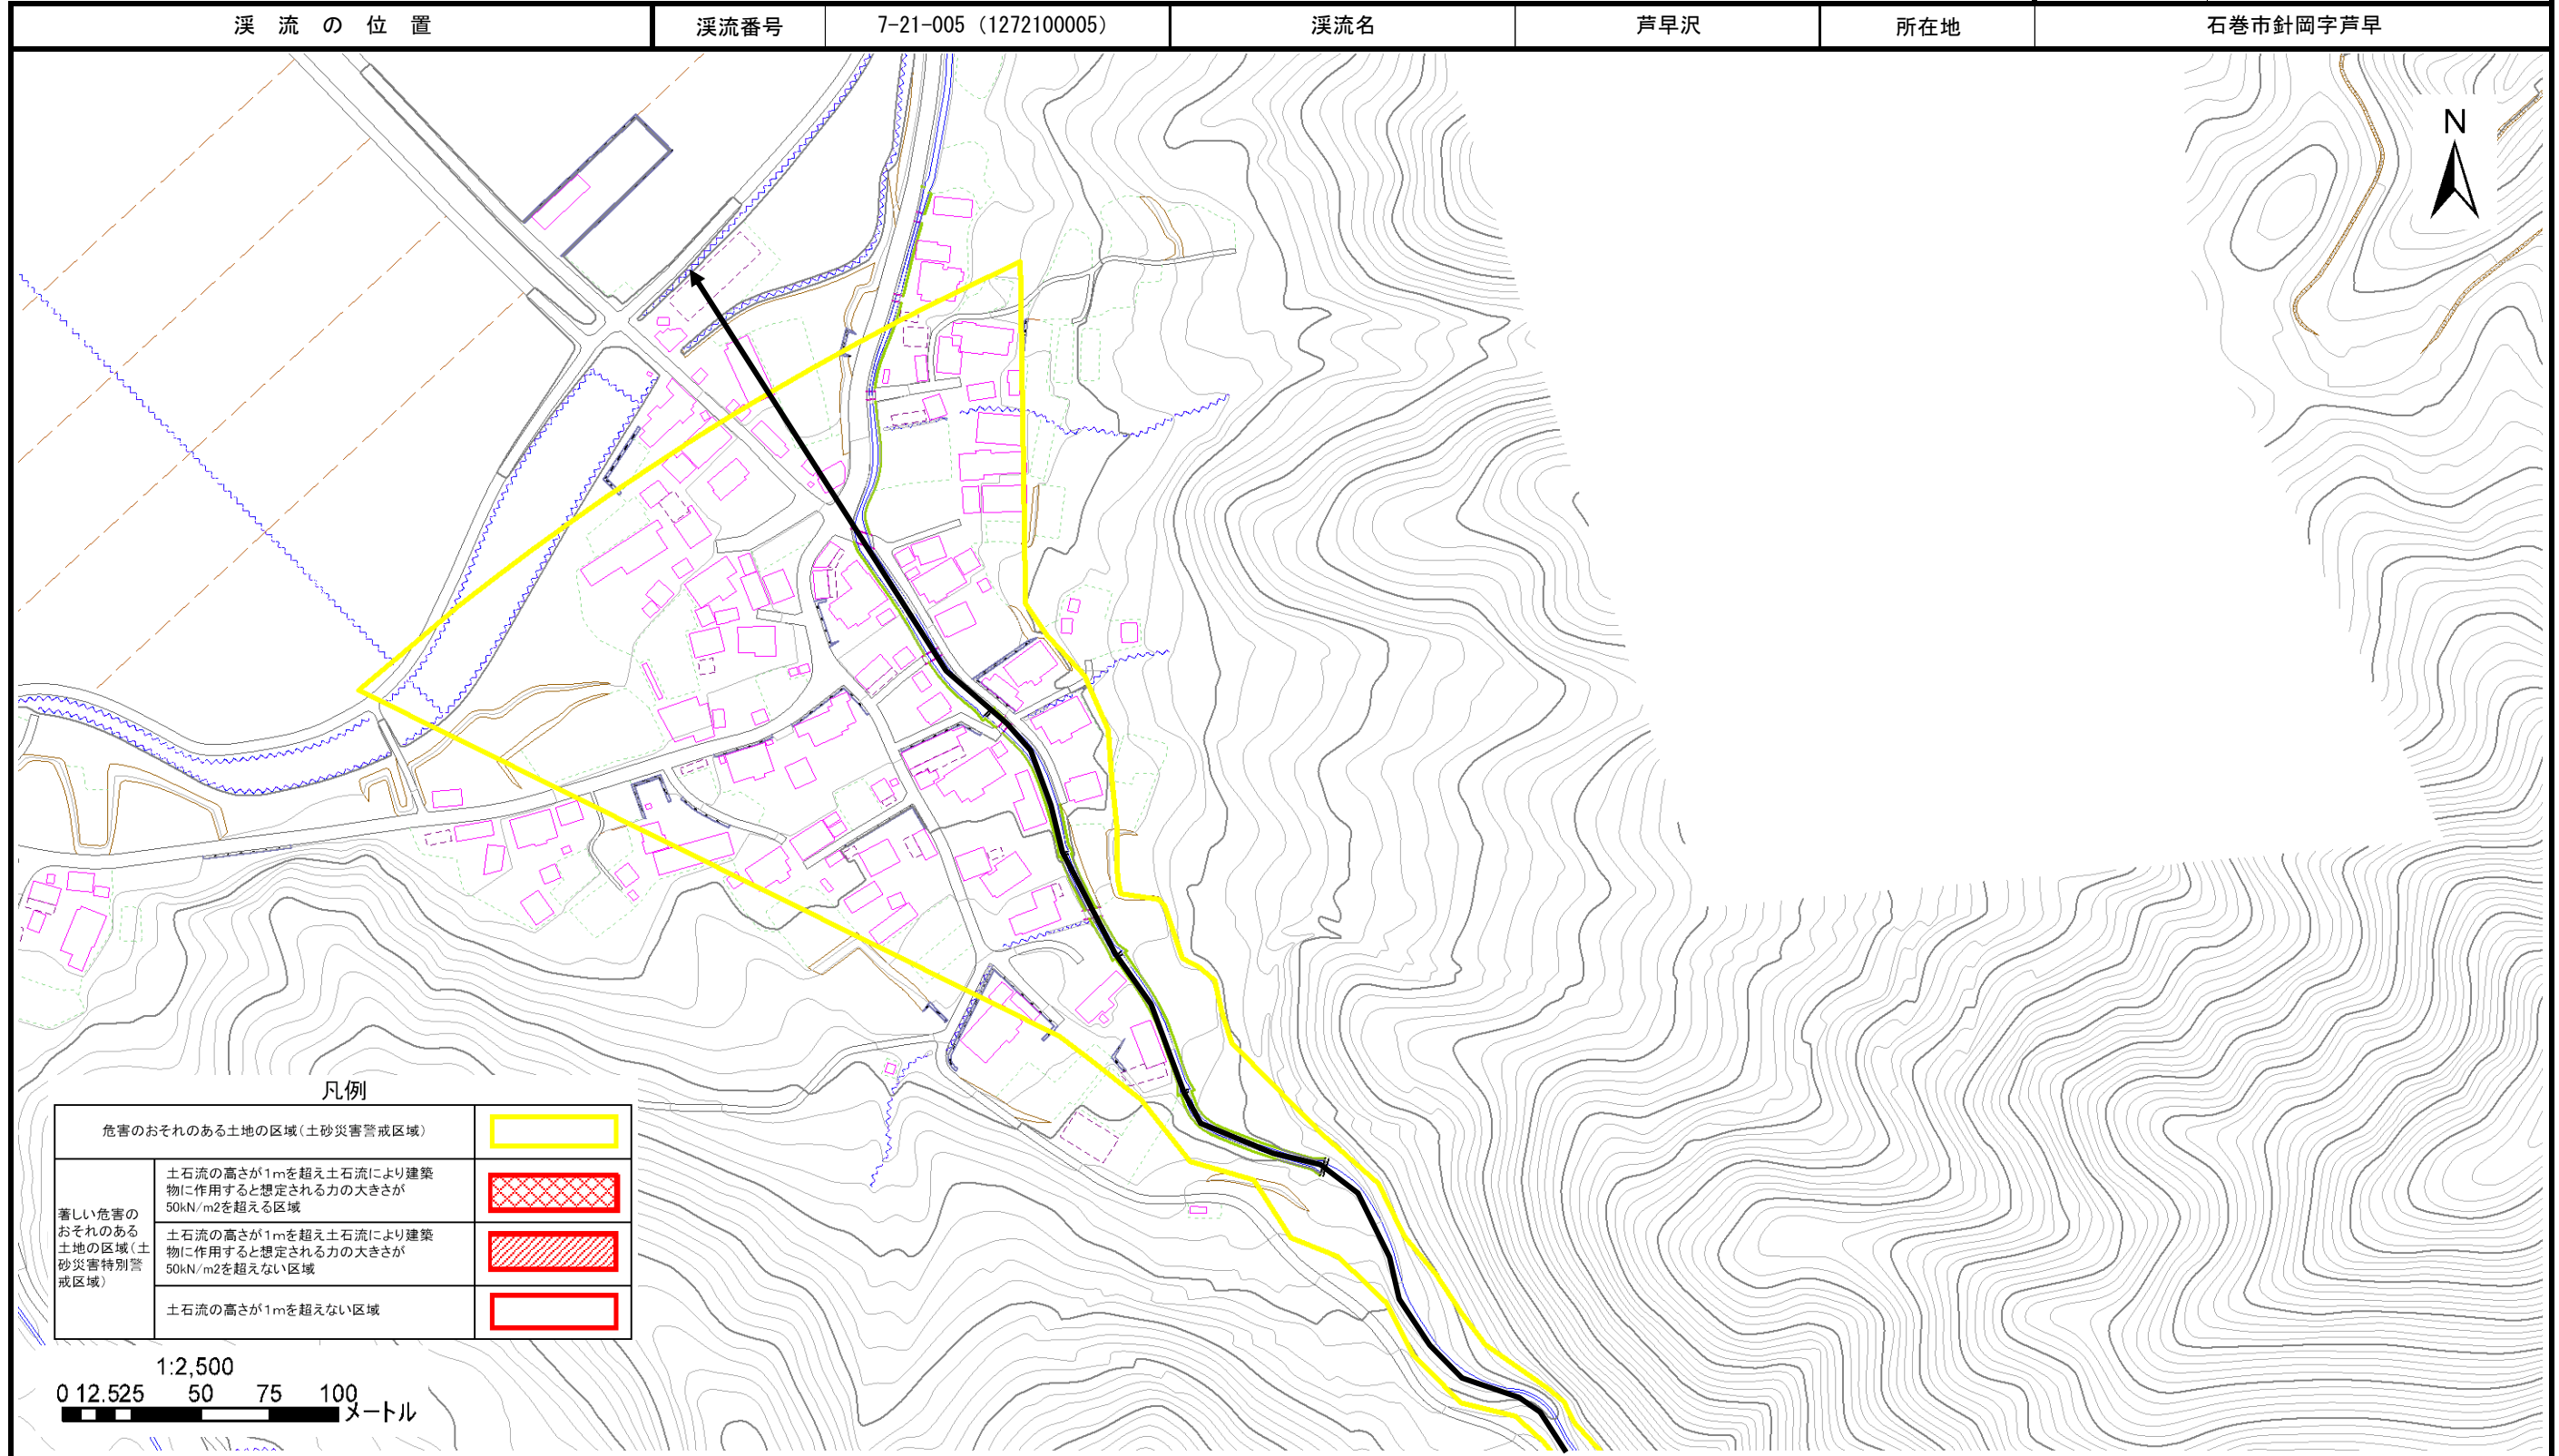 渓流の位置
渓流番号
7-21-005 (1272100005)
渓流名
芦早沢
所在地
石巻市針岡字芦早
N
凡例
危害のおそれのある土地の区域(土砂災害警戒区域)
著しい危害の
おそれのある
土地の区域(土
砂災害特別警
戒区域)
土石流の高さが1mを超え土石流により建築
物に作用すると想定される力の大きさが
50kN/m2を超える区域
土石流の高さが1mを超え土石流により建築
物に作用すると想定される力の大きさが
50kN/m2を超えない区域
土石流の高さが1mを超えない区域
1:2,500
0 12.525 50 75 100
メートル